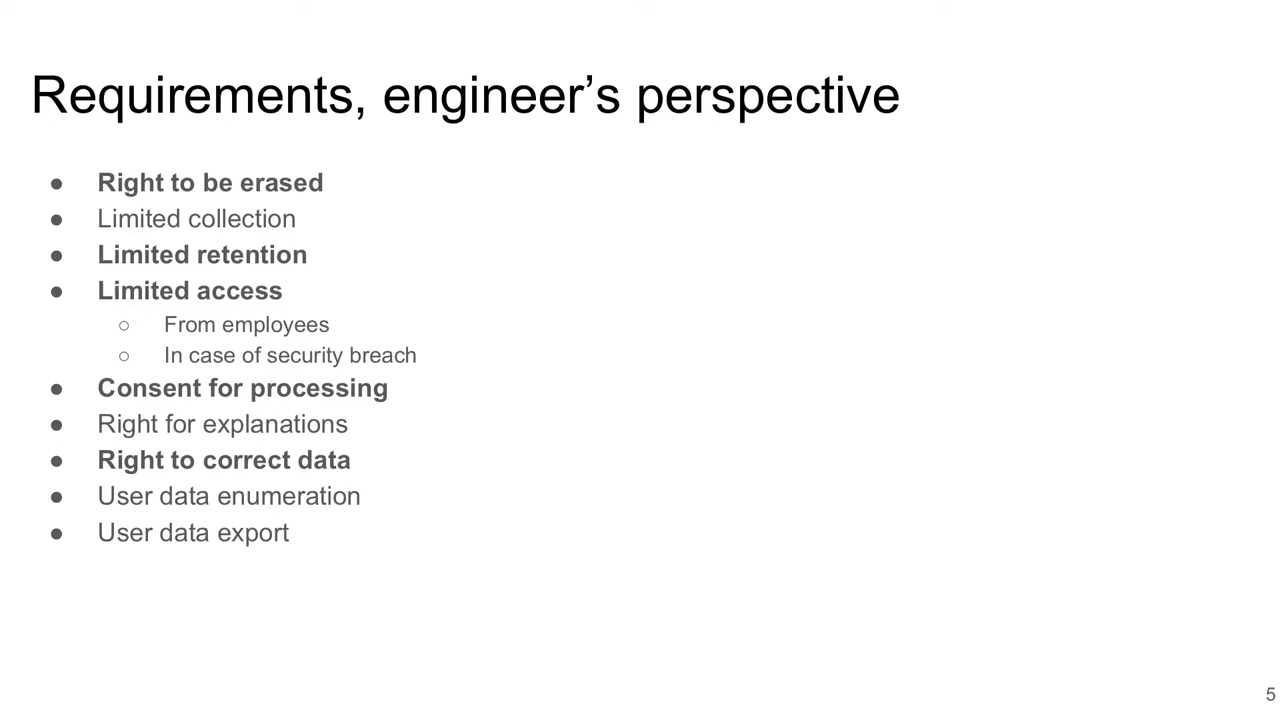 Requirements, engineer’s perspective
● Right to be erased
● Limited collection
● Limited retention
● Limited access
○ From employees
○ In case of security breach
● Consent for processing
● Right for explanations
● Right to correct data
● User data enumeration
● User data export
5